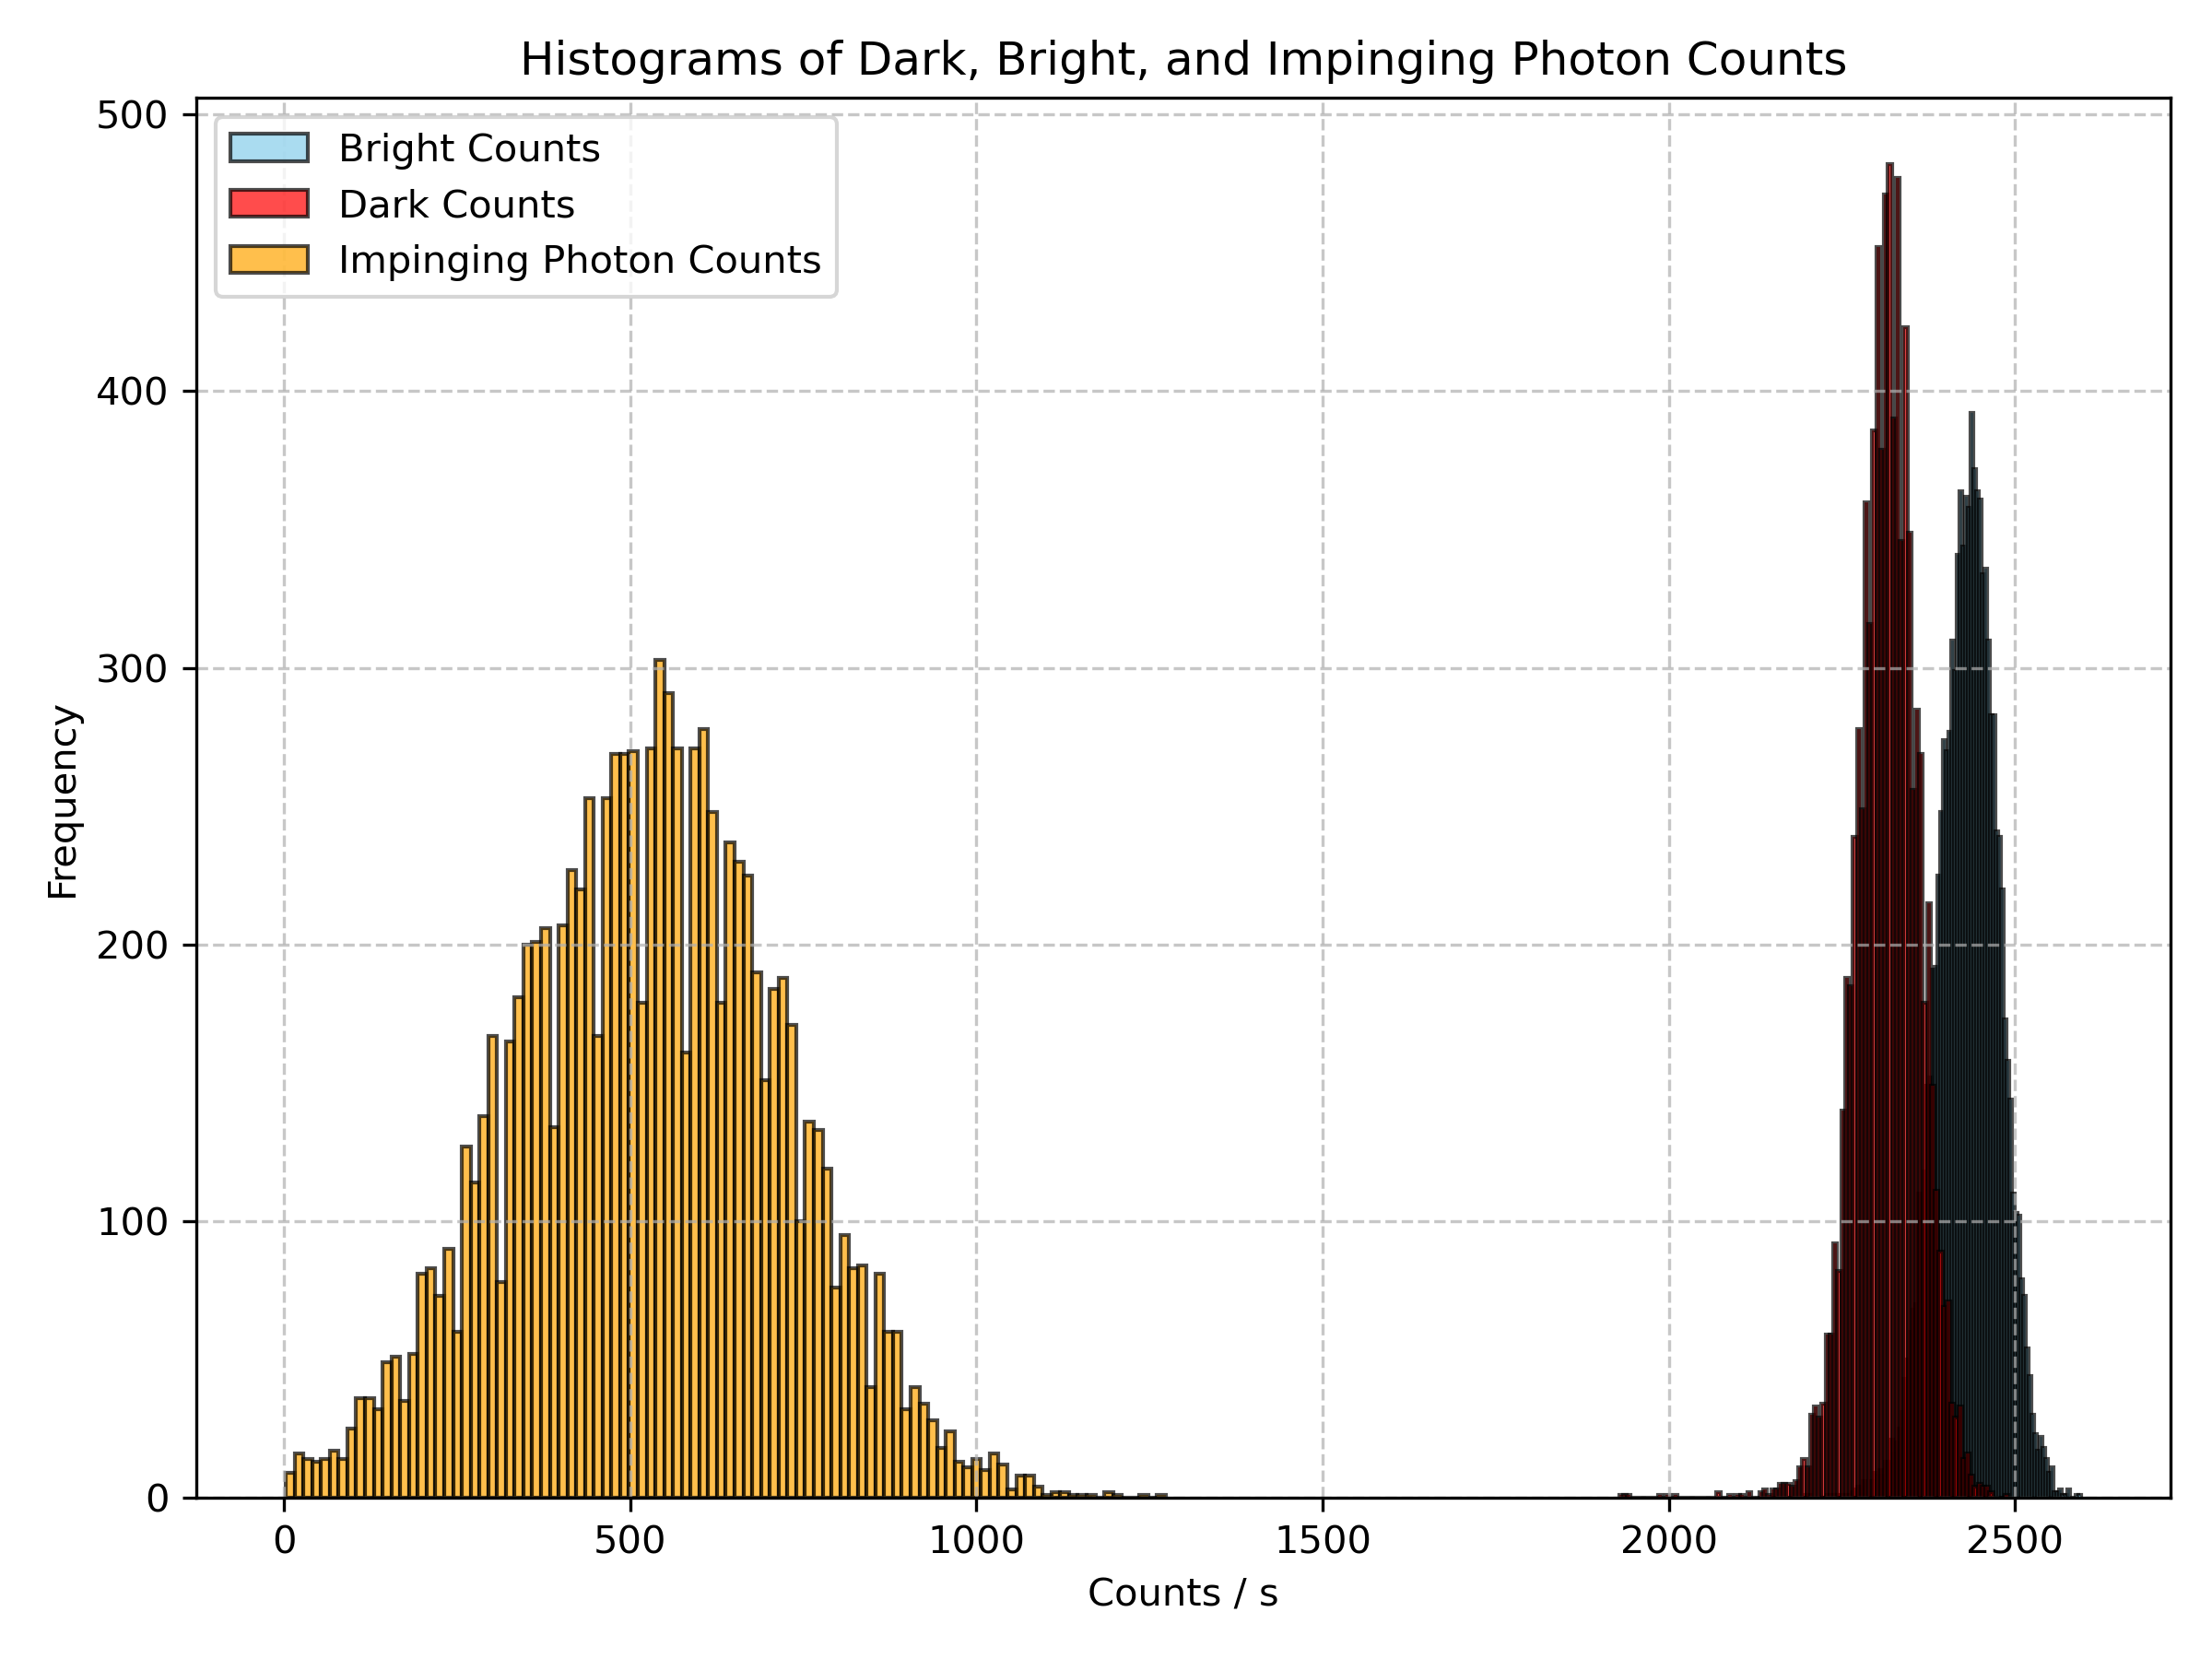 Histograms of Dark, Bright, and Impinging Photon Counts
500
400
300
200
100
0
Frequency
Bright Counts
Dark Counts
Impinging Photon Counts
0 500 1000 1500 2000 2500
Counts / s